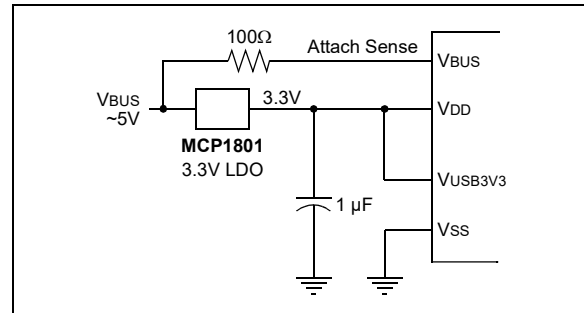 100Ω
Attach Sense
VBUS
VBUS
~5V
3.3V
VDD
MCP1801
3.3V LDO
VUSB3V3
1 µF
VSS